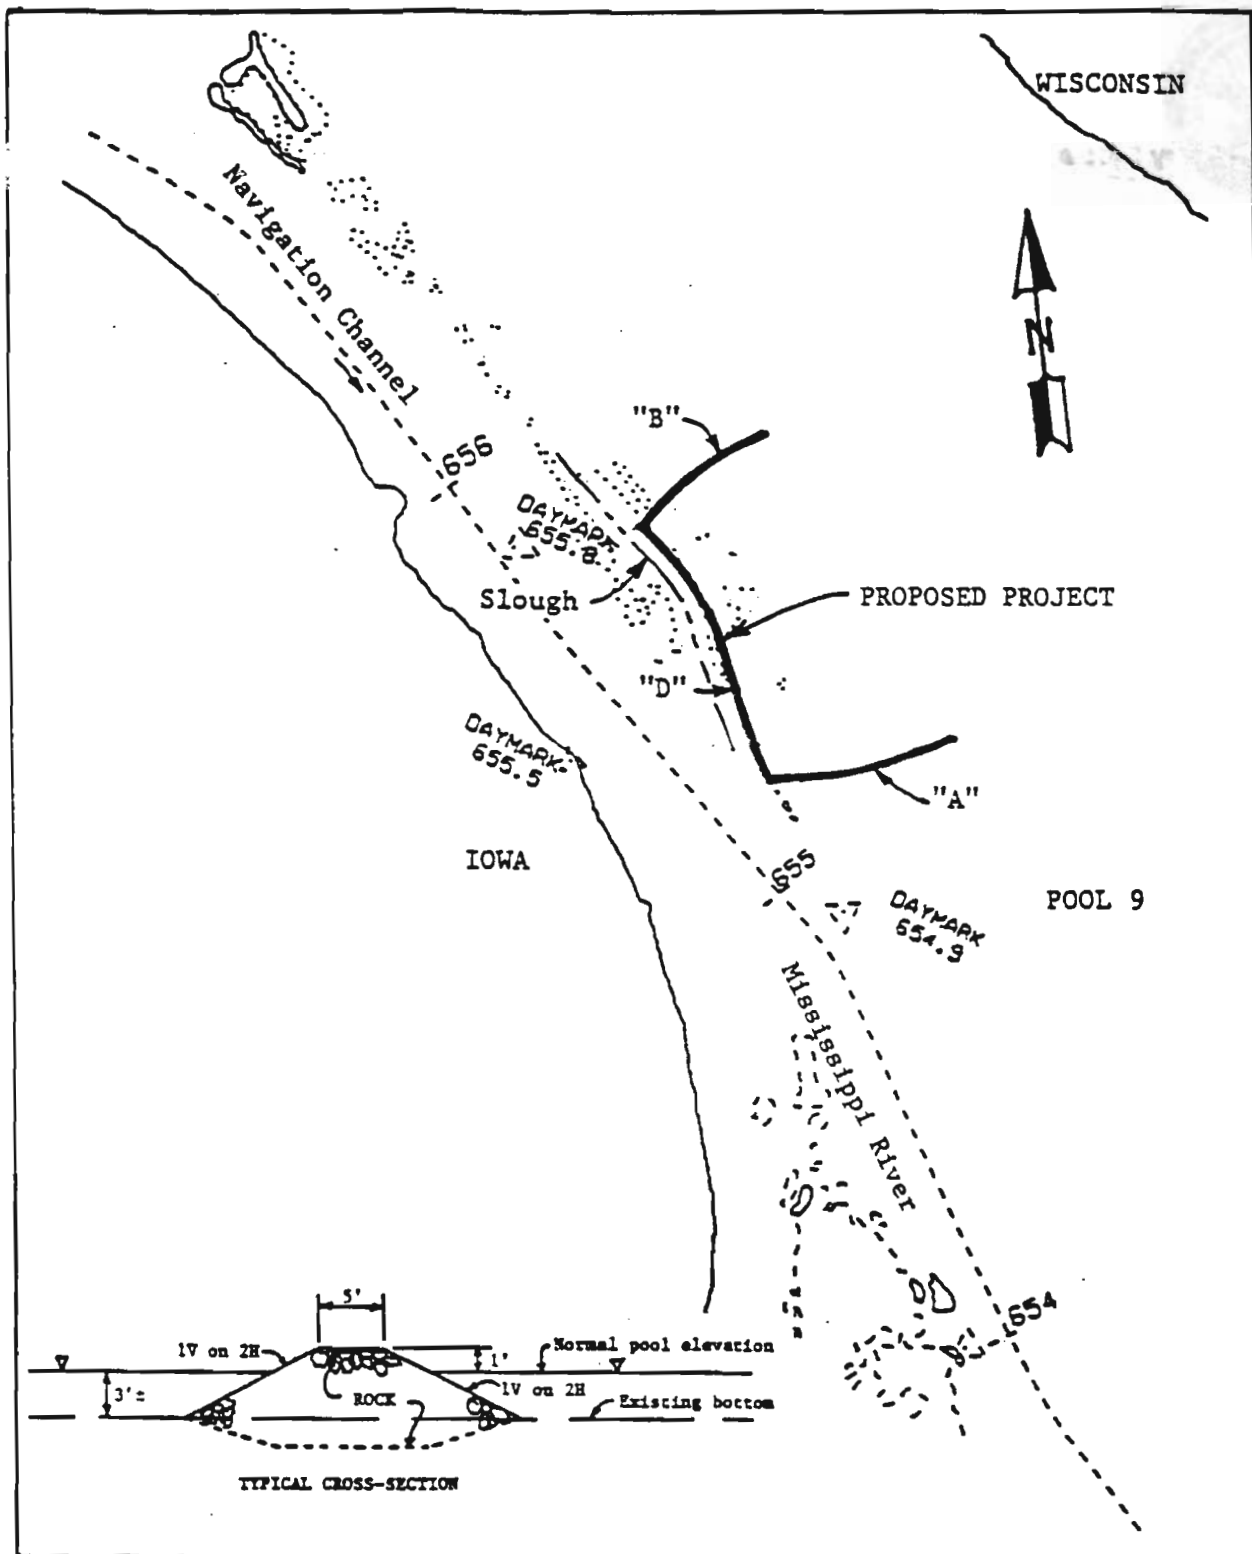 WISCONSIN
Navigation Channel
N
"B"
656
DAYMARK
655.8
Slough
PROPOSED PROJECT
"D"
DAYMARK
655.5
"A"
IOWA
655
POOL 9
DAYMARK
654.9
Mississippi River
654
5'
1V on 2H
Normal pool elevation
1'
3'±
ROCK
1V on 2H
Existing bottom
TYPICAL CROSS-SECTION